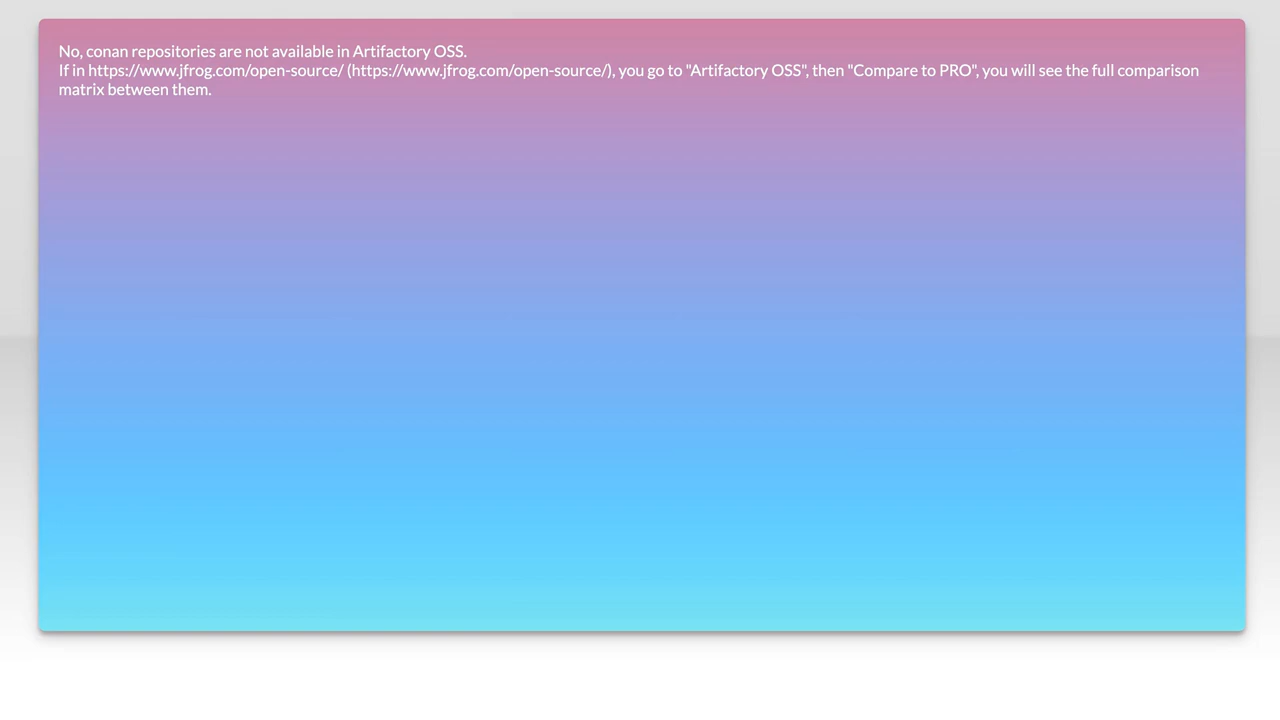 No, conan repositories are not available in Artifactory OSS.
If in https://www.jfrog.com/open-source/ (https://www.jfrog.com/open-source/), you go to "Artifactory OSS", then "Compare to PRO", you will see the full comparison
matrix between them.